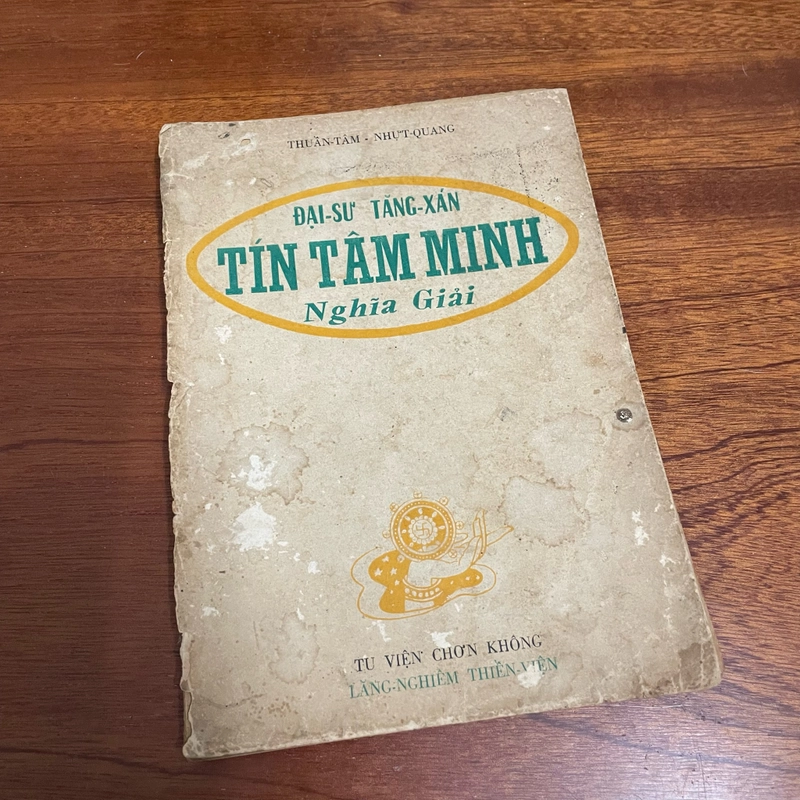 THUẦN-TÂM - NHỰT-QUANG
ĐẠI-SƯ TĂNG-XÁN
TÍN TÂM MINH
Nghĩa Giải
TU VIỆN CHƠN KHÔNG
LĂNG-NGHIÊM THIỀN-VIỆN